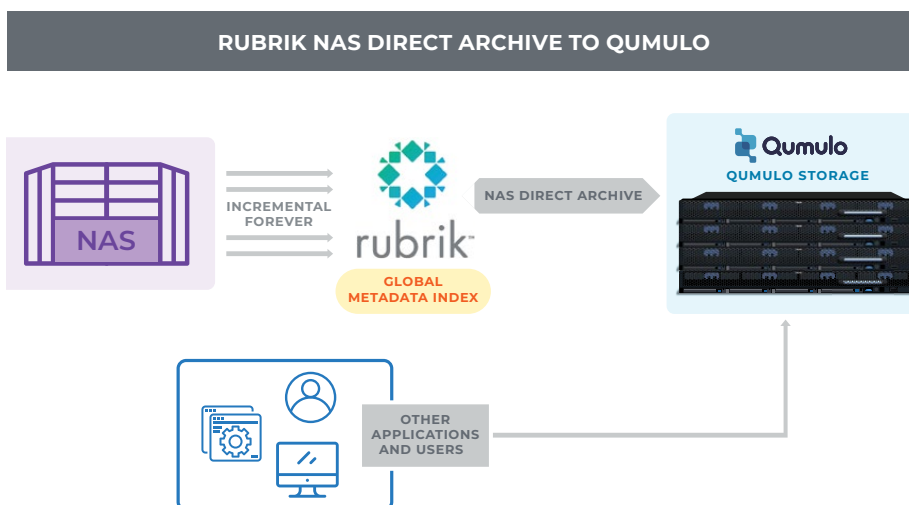 RUBRIK NAS DIRECT ARCHIVE TO QUMULO
NAS
INCREMENTAL
FOREVER
rubrik™
GLOBAL
METADATA INDEX
NAS DIRECT ARCHIVE
Qumulo
QUMULO STORAGE
OTHER
APPLICATIONS
AND USERS